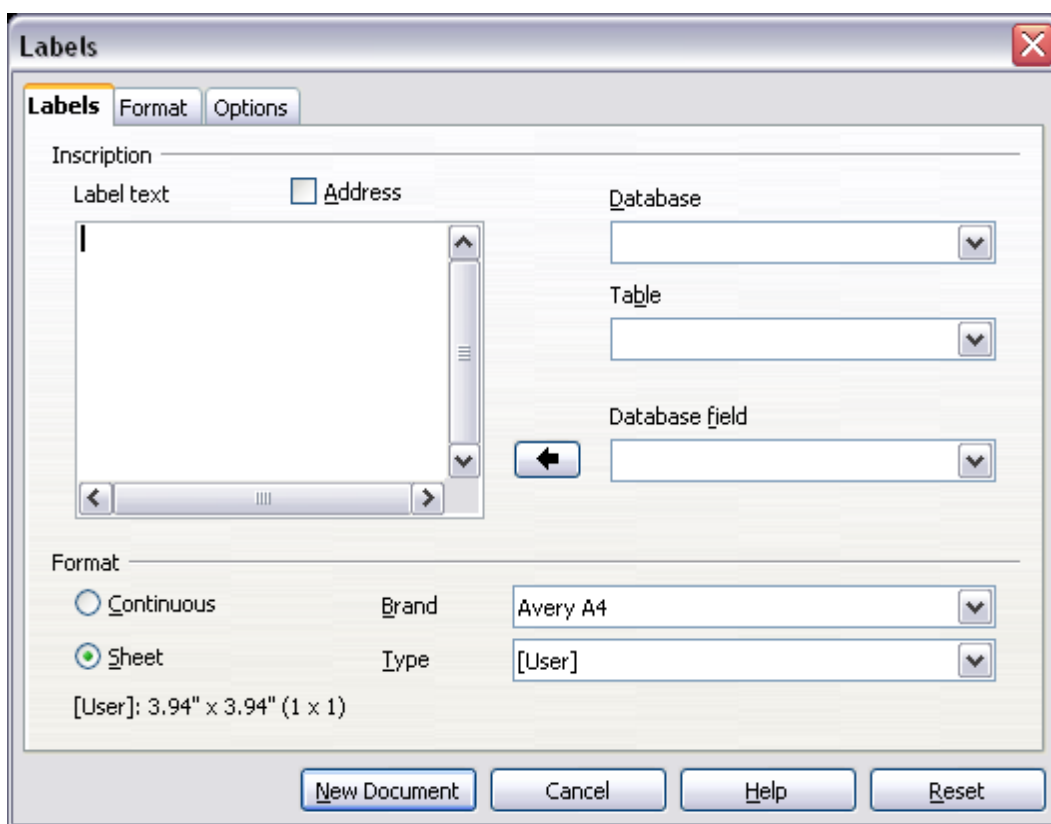 Labels
Labels Format Options
Inscription
Label text Address
Database
Table
Database field
Format
Continuous Brand Avery A4
Sheet Type [User]
[User]: 3.94" x 3.94" (1 x 1)
New Document Cancel Help Reset